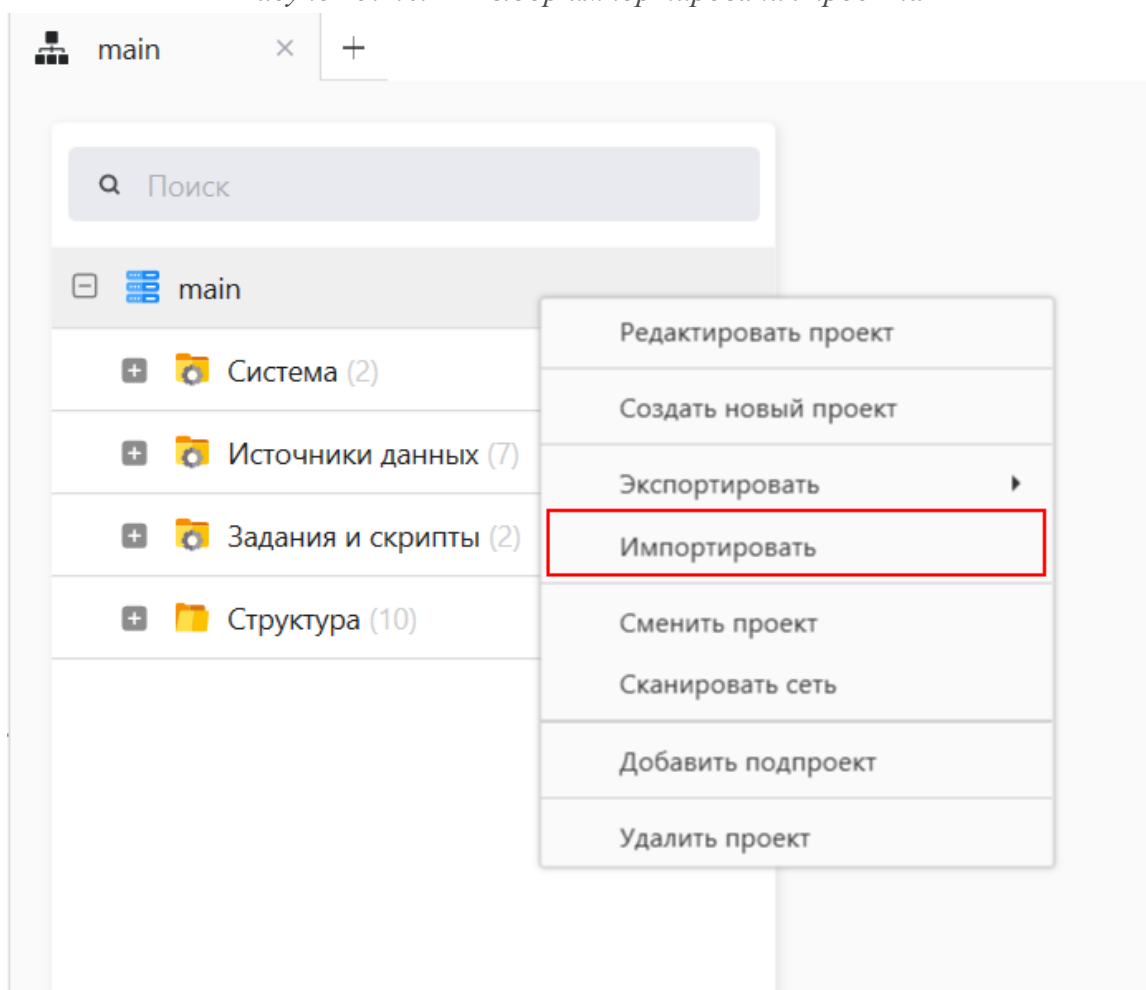 main
Поиск
main
Редактировать проект
Система (2)
Создать новый проект
Источники данных (7)
Экспортировать
Задания и скрипты (2)
Импортировать
Структура (10)
Сменить проект
Сканировать сеть
Добавить подпроект
Удалить проект